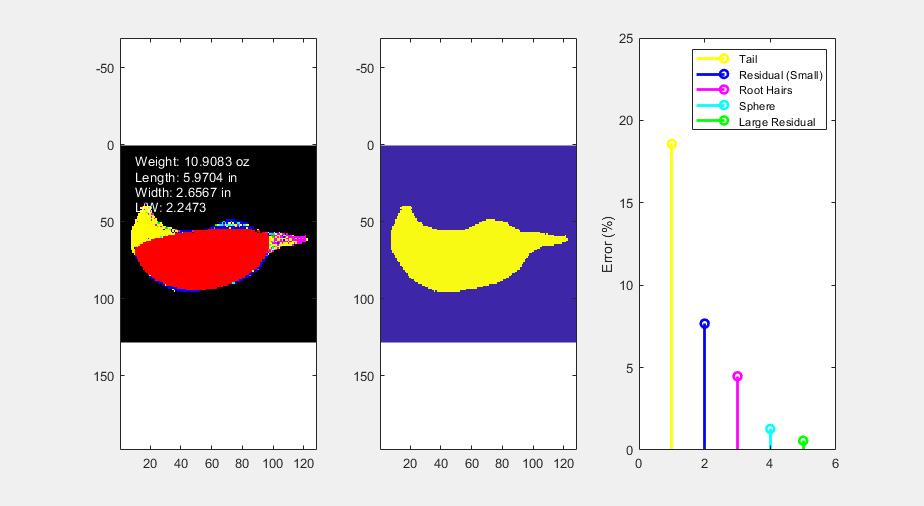 -50
0
50
100
150
20 40 60 80 100 120
Weight: 10.9083 oz
Length: 5.9704 in
Width: 2.6567 in
L/W: 2.2473
-50
0
50
100
150
20 40 60 80 100 120
Error (%)
25
20
15
10
5
0
0 2 4 6
Tail
Residual (Small)
Root Hairs
Sphere
Large Residual